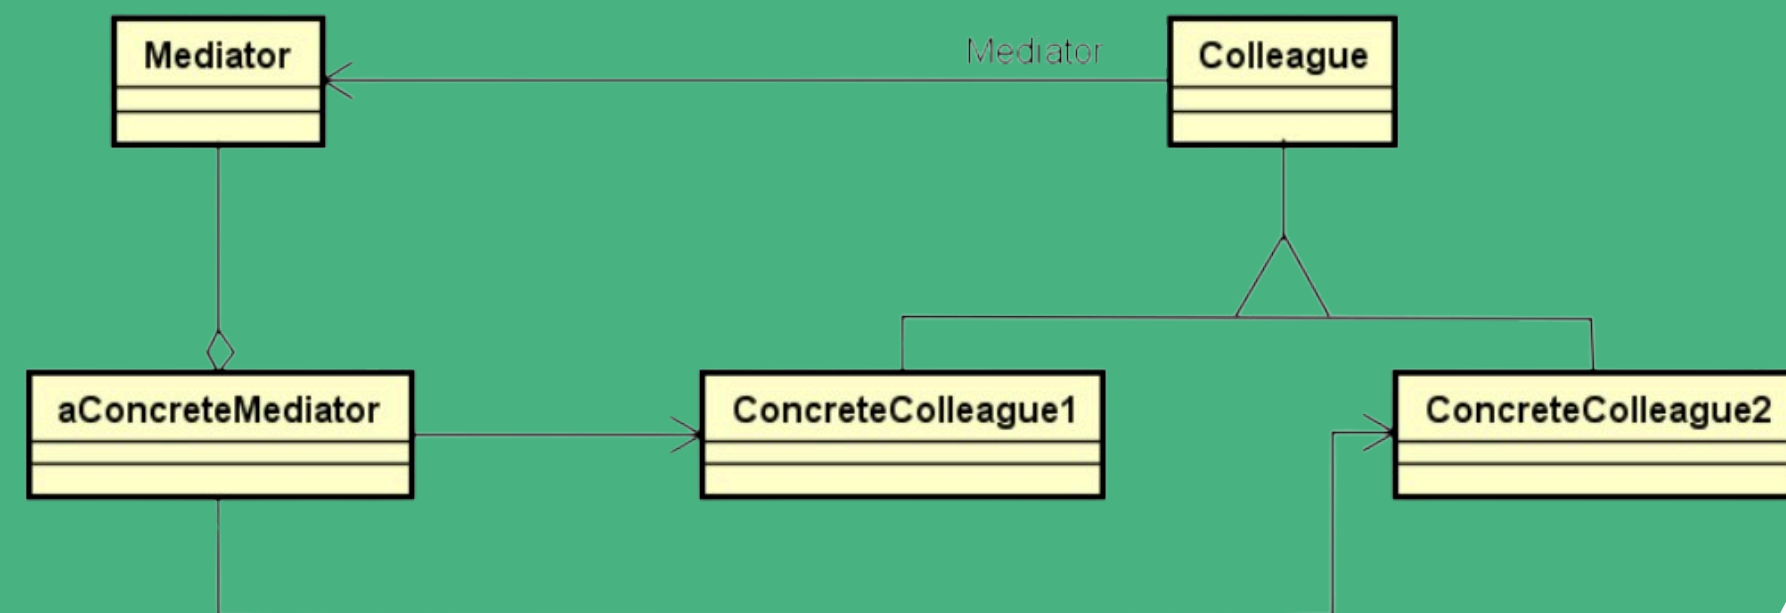 Mediator
Mediator
Colleague
aConcreteMediator
ConcreteColleague1
ConcreteColleague2